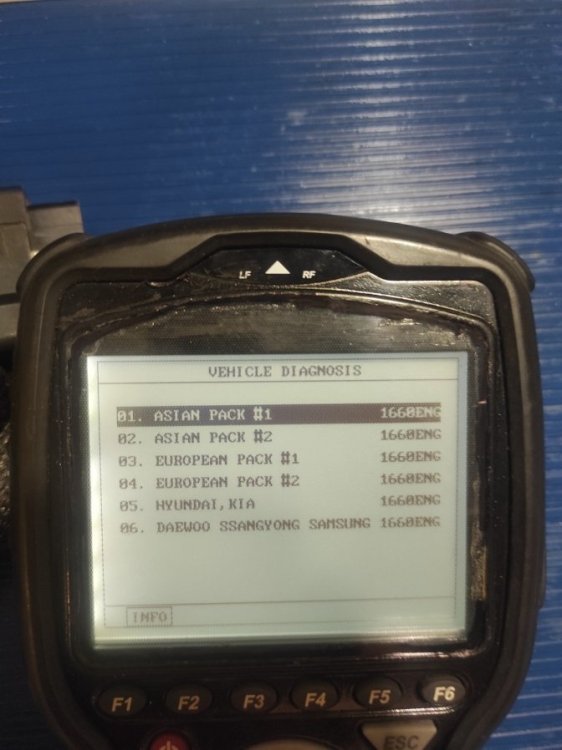 LF RF
VEHICLE DIAGNOSIS
01. ASIAN PACK #1 1660ENG
02. ASIAN PACK #2 1660ENG
03. EUROPEAN PACK #1 1660ENG
04. EUROPEAN PACK #2 1660ENG
05. HYUNDAI,KIA 1660ENG
06. DAEWOO SSANGYONG SAMSUNG 1660ENG
INFO
F1 F2 F3 F4 F5 F6
ESC